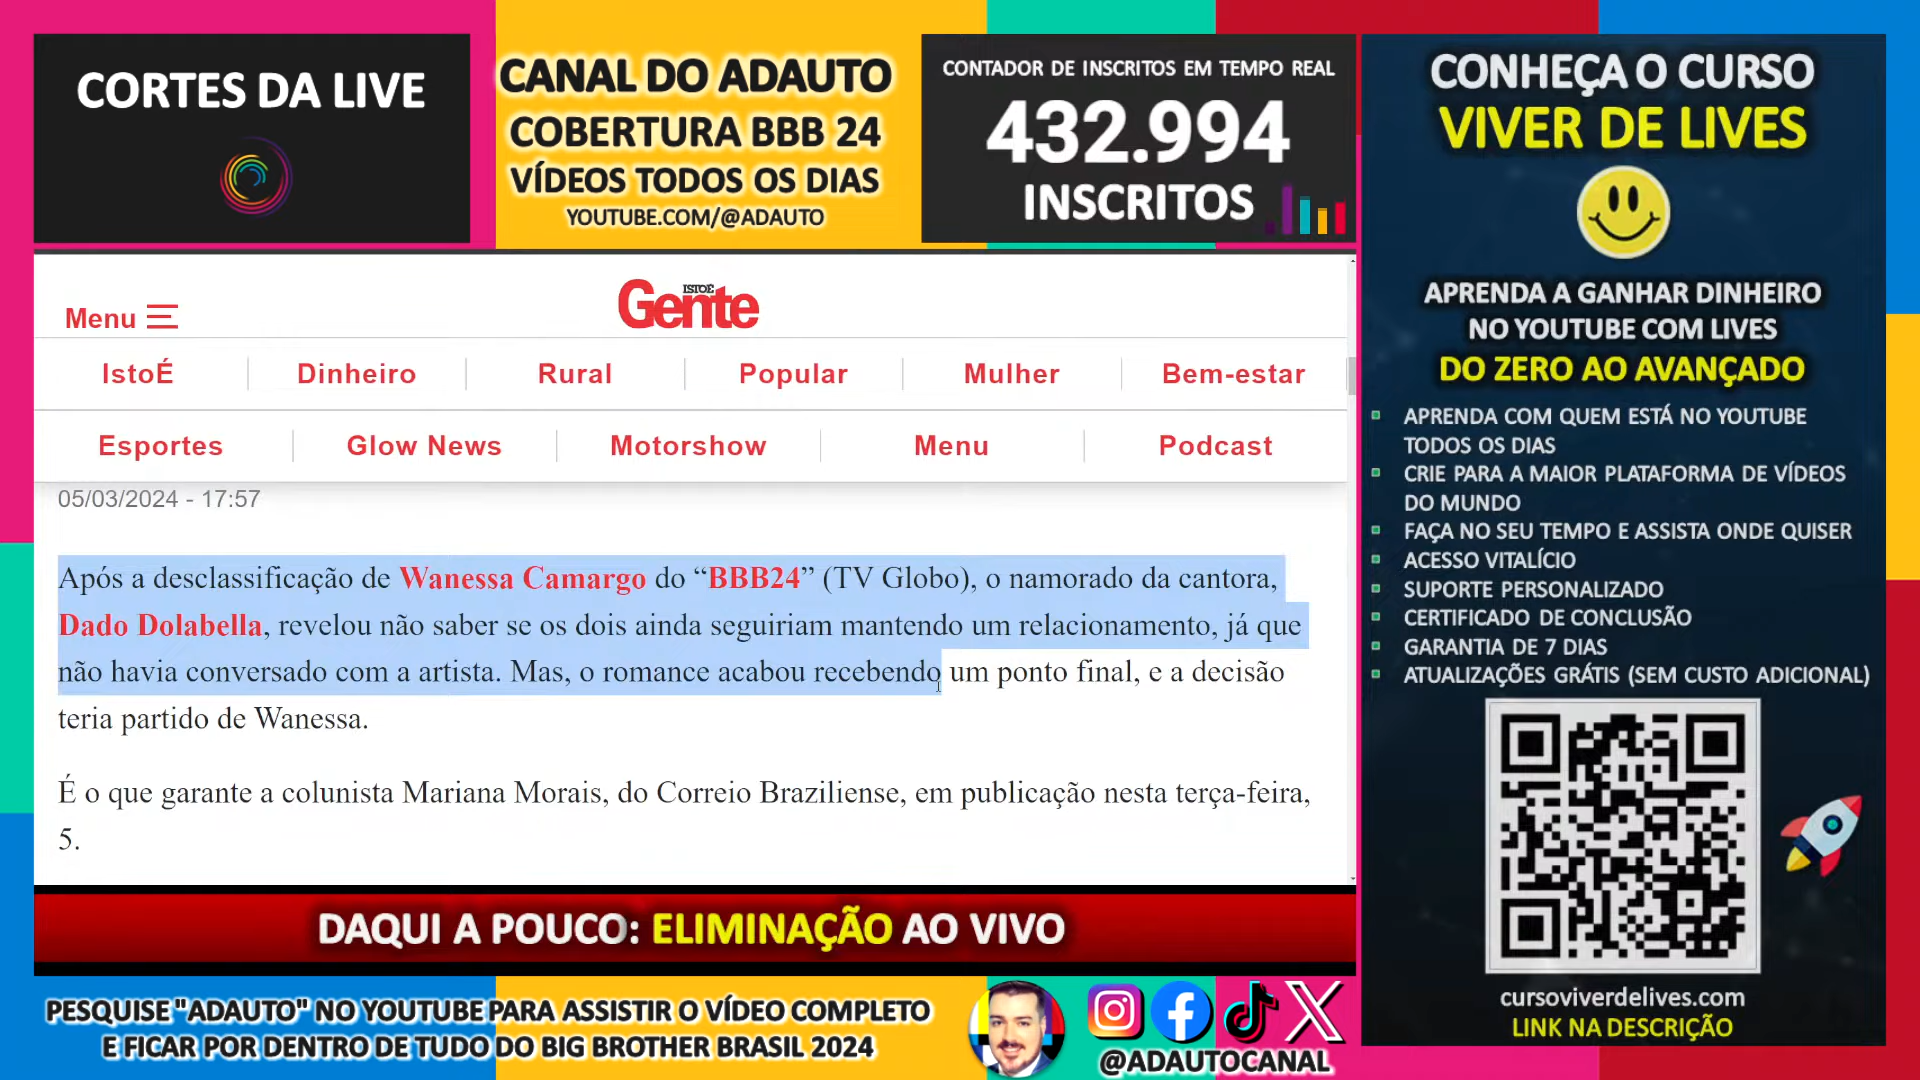 CORTES DA LIVE
CANAL DO ADAUTO
COBERTURA BBB 24
VÍDEOS TODOS OS DIAS
YOUTUBE.COM/@ADAUTO
CONTADOR DE INSCRITOS EM TEMPO REAL
432.994
INSCRITOS
Menu
ISTOÉ
Gente
IstoÉ
Dinheiro
Rural
Popular
Mulher
Bem-estar
Esportes
Glow News
Motorshow
Menu
Podcast
05/03/2024 - 17:57
Após a desclassificação de Wanessa Camargo do “BBB24” (TV Globo), o namorado da cantora,
Dado Dolabella, revelou não saber se os dois ainda seguiriam mantendo um relacionamento, já que
não havia conversado com a artista. Mas, o romance acabou recebendo um ponto final, e a decisão
teria partido de Wanessa.
É o que garante a colunista Mariana Morais, do Correio Braziliense, em publicação nesta terça-feira,
5.
DAQUI A POUCO: ELIMINAÇÃO AO VIVO
PESQUISE "ADAUTO" NO YOUTUBE PARA ASSISTIR O VÍDEO COMPLETO
E FICAR POR DENTRO DE TUDO DO BIG BROTHER BRASIL 2024
@ADAUTOCANAL
CONHEÇA O CURSO
VIVER DE LIVES
APRENDA A GANHAR DINHEIRO
NO YOUTUBE COM LIVES
DO ZERO AO AVANÇADO
APRENDA COM QUEM ESTÁ NO YOUTUBE
TODOS OS DIAS
CRIE PARA A MAIOR PLATAFORMA DE VÍDEOS
DO MUNDO
FAÇA NO SEU TEMPO E ASSISTA ONDE QUISER
ACESSO VITALÍCIO
SUPORTE PERSONALIZADO
CERTIFICADO DE CONCLUSÃO
GARANTIA DE 7 DIAS
ATUALIZAÇÕES GRÁTIS (SEM CUSTO ADICIONAL)
cursoviverdelives.com
LINK NA DESCRIÇÃO